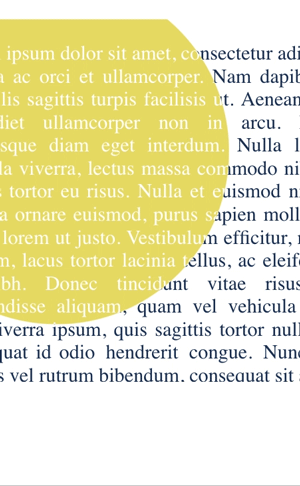 ipsum dolor sit amet, consectetur adi
a ac orci et ullamcorper. Nam dapib
lis sagittis turpis facilisis ut. Aenean
diet ullamcorper non in arcu.
sque diam eget interdum. Nulla l
la viverra, lectus massa commodo ni
s tortor eu risus. Nulla et euismod n
a ornare euismod, purus sapien moll
lorem ut justo. Vestibulum efficitur,
m, lacus tortor lacinia tellus, ac eleif
bh. Donec tincidunt vitae risus
ndisse aliquam, quam vel vehicula
viverra ipsum, quis sagittis tortor null
quat id odio hendrerit congue. Nunc
s vel rutrum bibendum, consequat sit